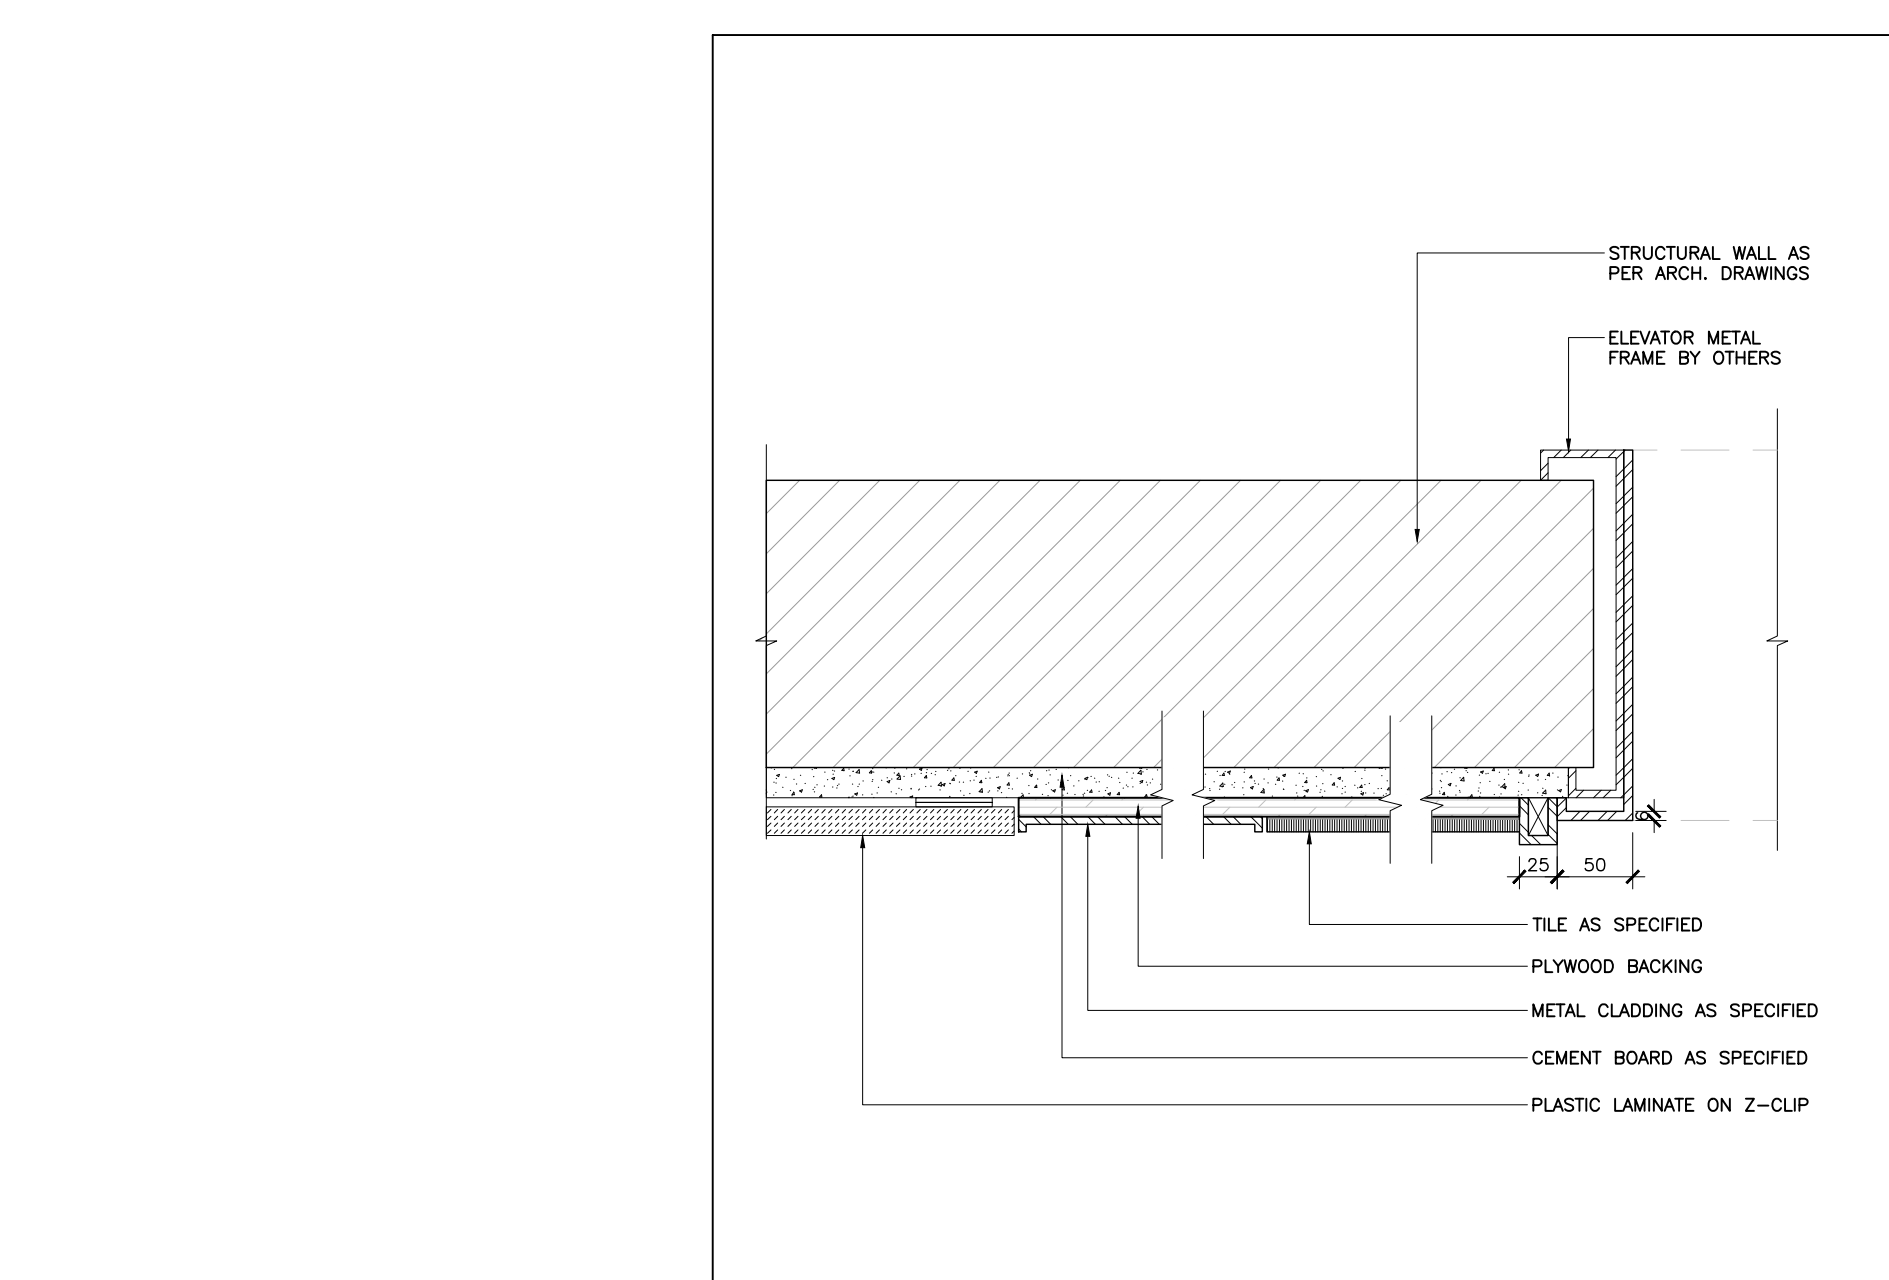 STRUCTURAL WALL AS
PER ARCH. DRAWINGS
ELEVATOR METAL
FRAME BY OTHERS
6
25
50
TILE AS SPECIFIED
PLYWOOD BACKING
METAL CLADDING AS SPECIFIED
CEMENT BOARD AS SPECIFIED
PLASTIC LAMINATE ON Z-CLIP